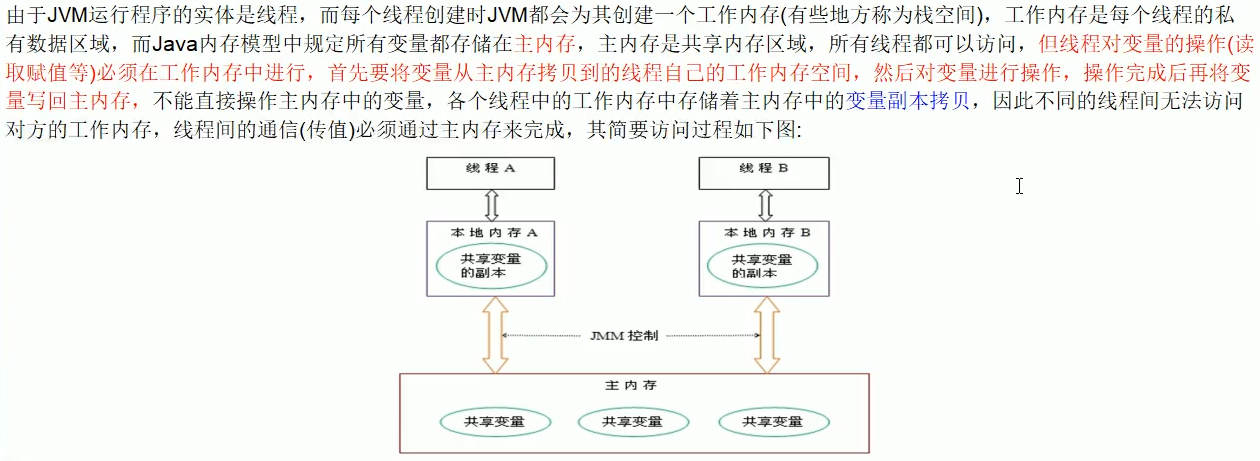 由于JVM运行程序的实体是线程，而每个线程创建时JVM都会为其创建一个工作内存(有些地方称为栈空间)，工作内存是每个线程的私
有数据区域，而Java内存模型中规定所有变量都存储在主内存，主内存是共享内存区域，所有线程都可以访问，但线程对变量的操作(读
取赋值等)必须在工作内存中进行，首先要将变量从主内存拷贝到的线程自己的工作内存空间，然后对变量进行操作，操作完成后再将变
量写回主内存，不能直接操作主内存中的变量，各个线程中的工作内存中存储着主内存中的变量副本拷贝，因此不同的线程间无法访问
对方的工作内存，线程间的通信(传值)必须通过主内存来完成，其简要访问过程如下图:
线程 A
线程 B
本地内存 A
本地内存 B
共享变量
的副本
共享变量
的副本
JMM 控制
主内存
共享变量
共享变量
共享变量